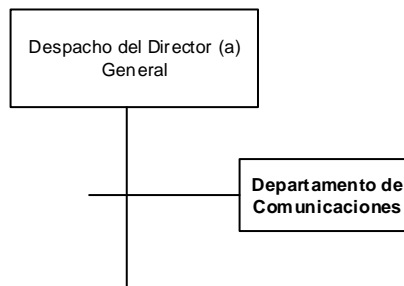 Despacho del Director (a)
General
Departamento de
Comunicaciones